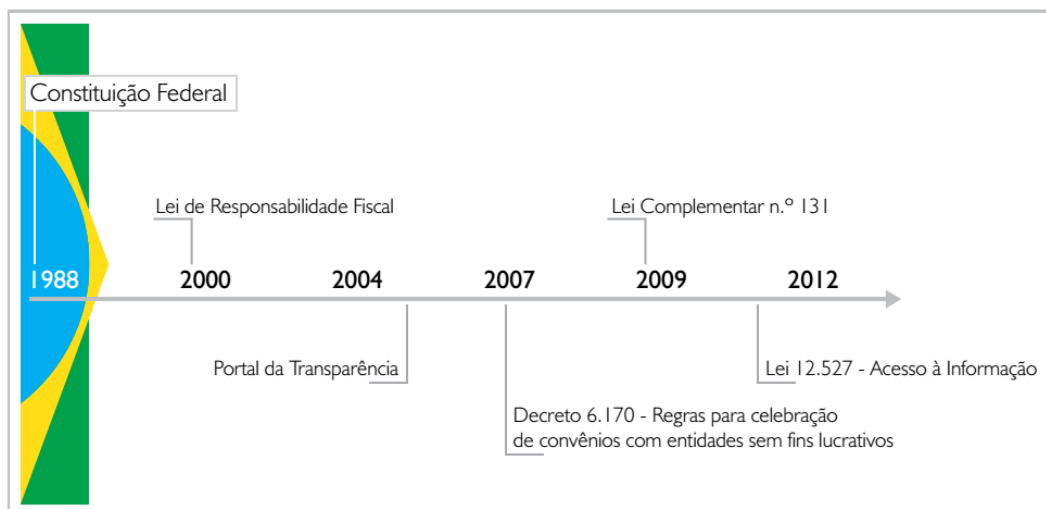 Constituição Federal
Lei de Responsabilidade Fiscal
Lei Complementar n.º 131
1988
2000
2004
2007
2009
2012
Portal da Transparência
Lei 12.527 - Acesso à Informação
Decreto 6.170 - Regras para celebração
de convênios com entidades sem fins lucrativos